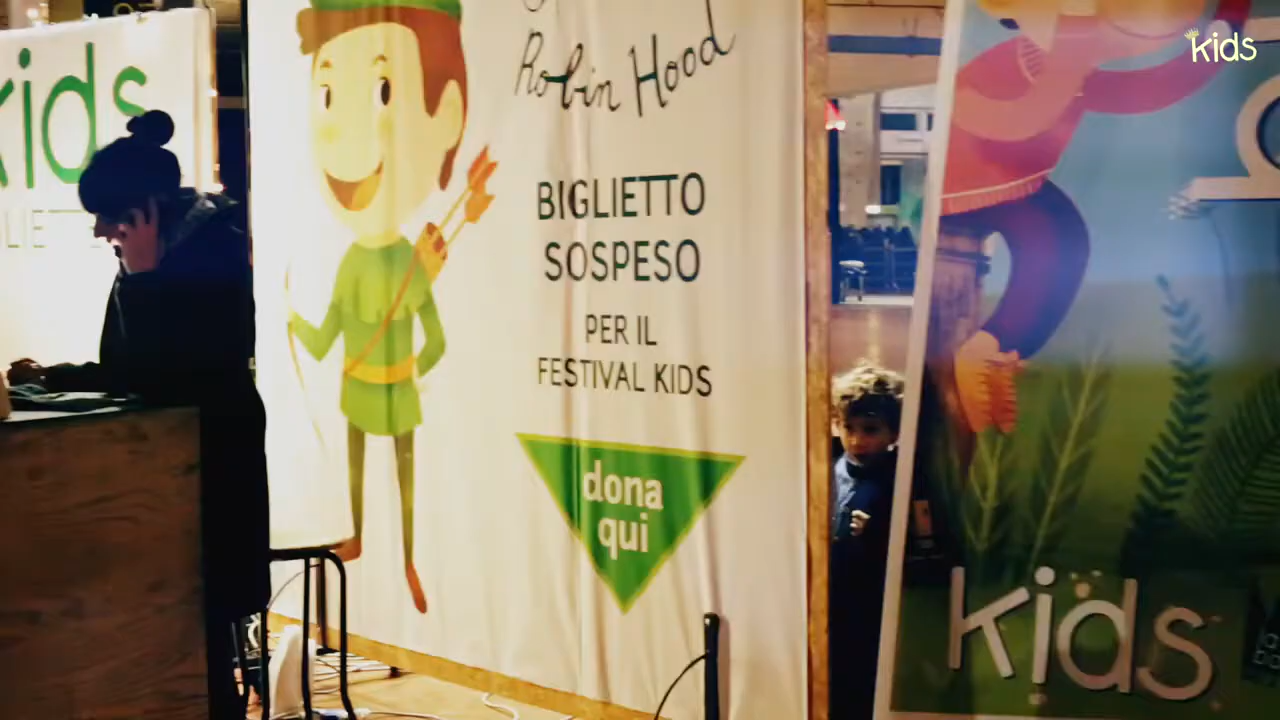 kids
kids
Robin Hood
BIGLIETTO
SOSPESO
PER IL
FESTIVAL KIDS
dona
qui
kids